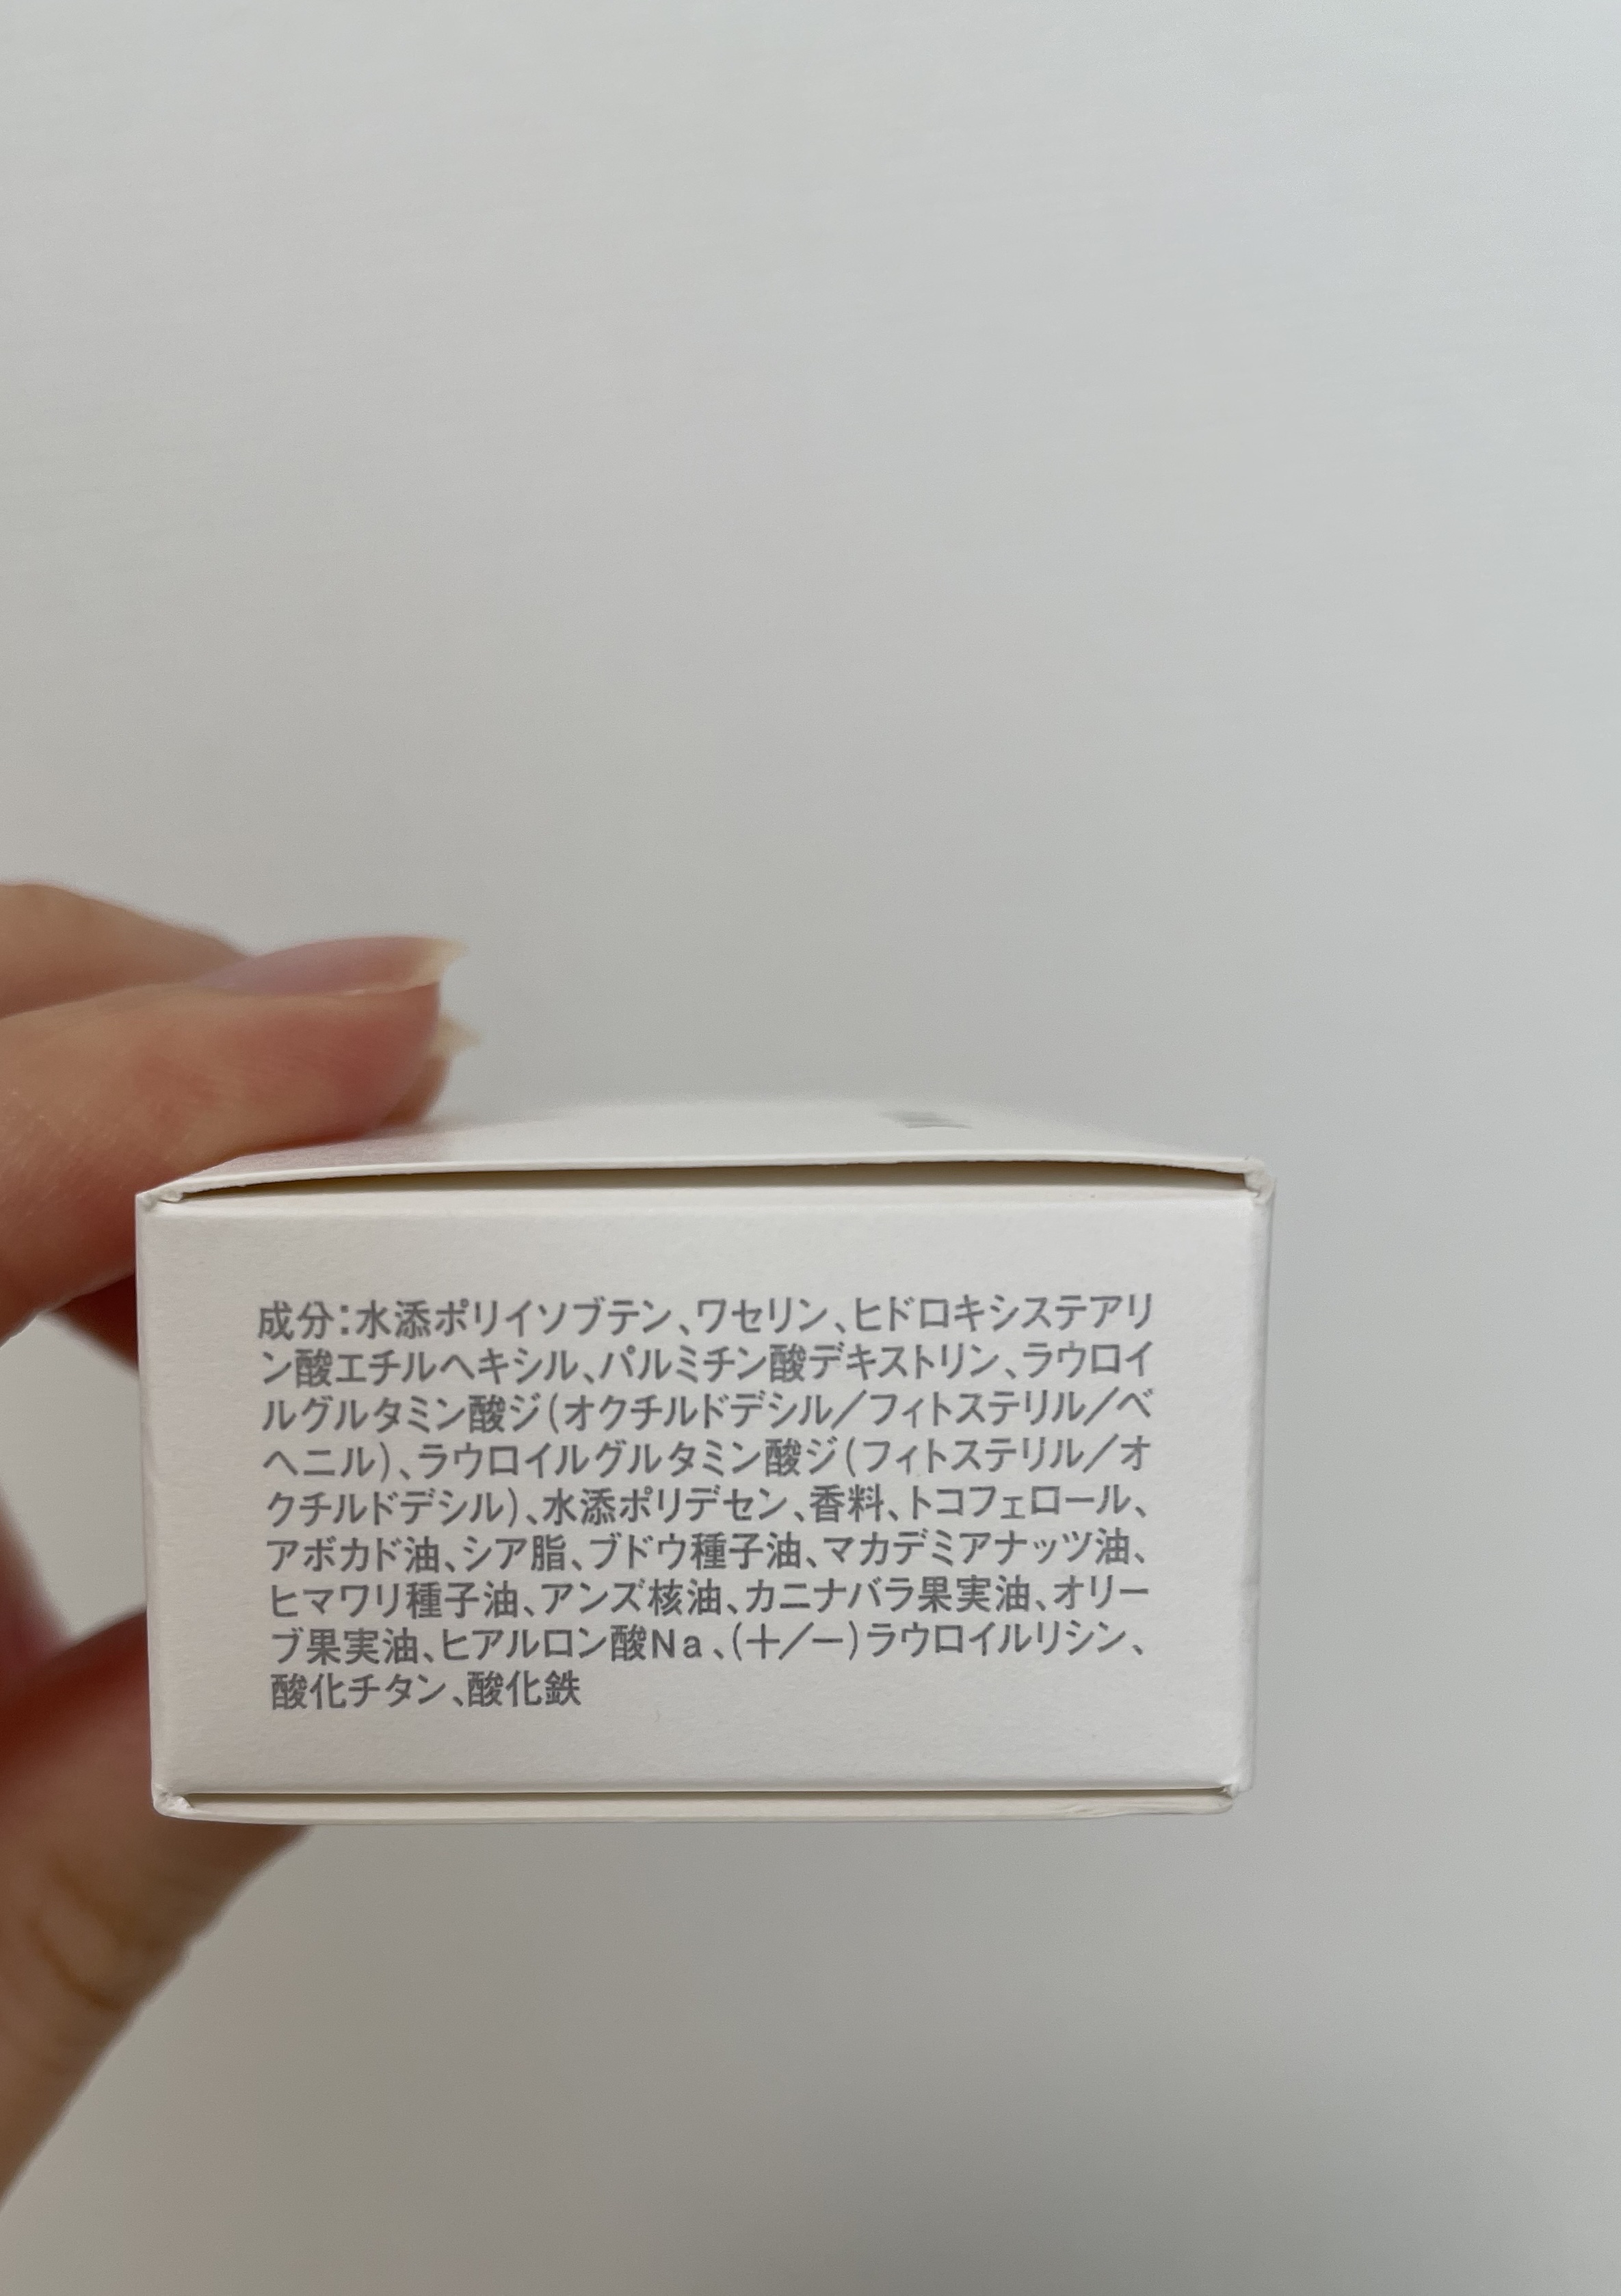 成分：水添ポリイソブテン、ワセリン、ヒドロキシステアリ
ン酸エチルヘキシル、パルミチン酸デキストリン、ラウロイ
ルグルタミン酸ジ（オクチルドデシル／フィトステリル／ベ
ヘニル）、ラウロイルグルタミン酸ジ（フィトステリル／オ
クチルドデシル）、水添ポリデセン、香料、トコフェロール、
アボカド油、シア脂、ブドウ種子油、マカデミアナッツ油、
ヒマワリ種子油、アンズ核油、カニナバラ果実油、オリー
ブ果実油、ヒアルロン酸Na、（＋／－）ラウロイルリシン、
酸化チタン、酸化鉄